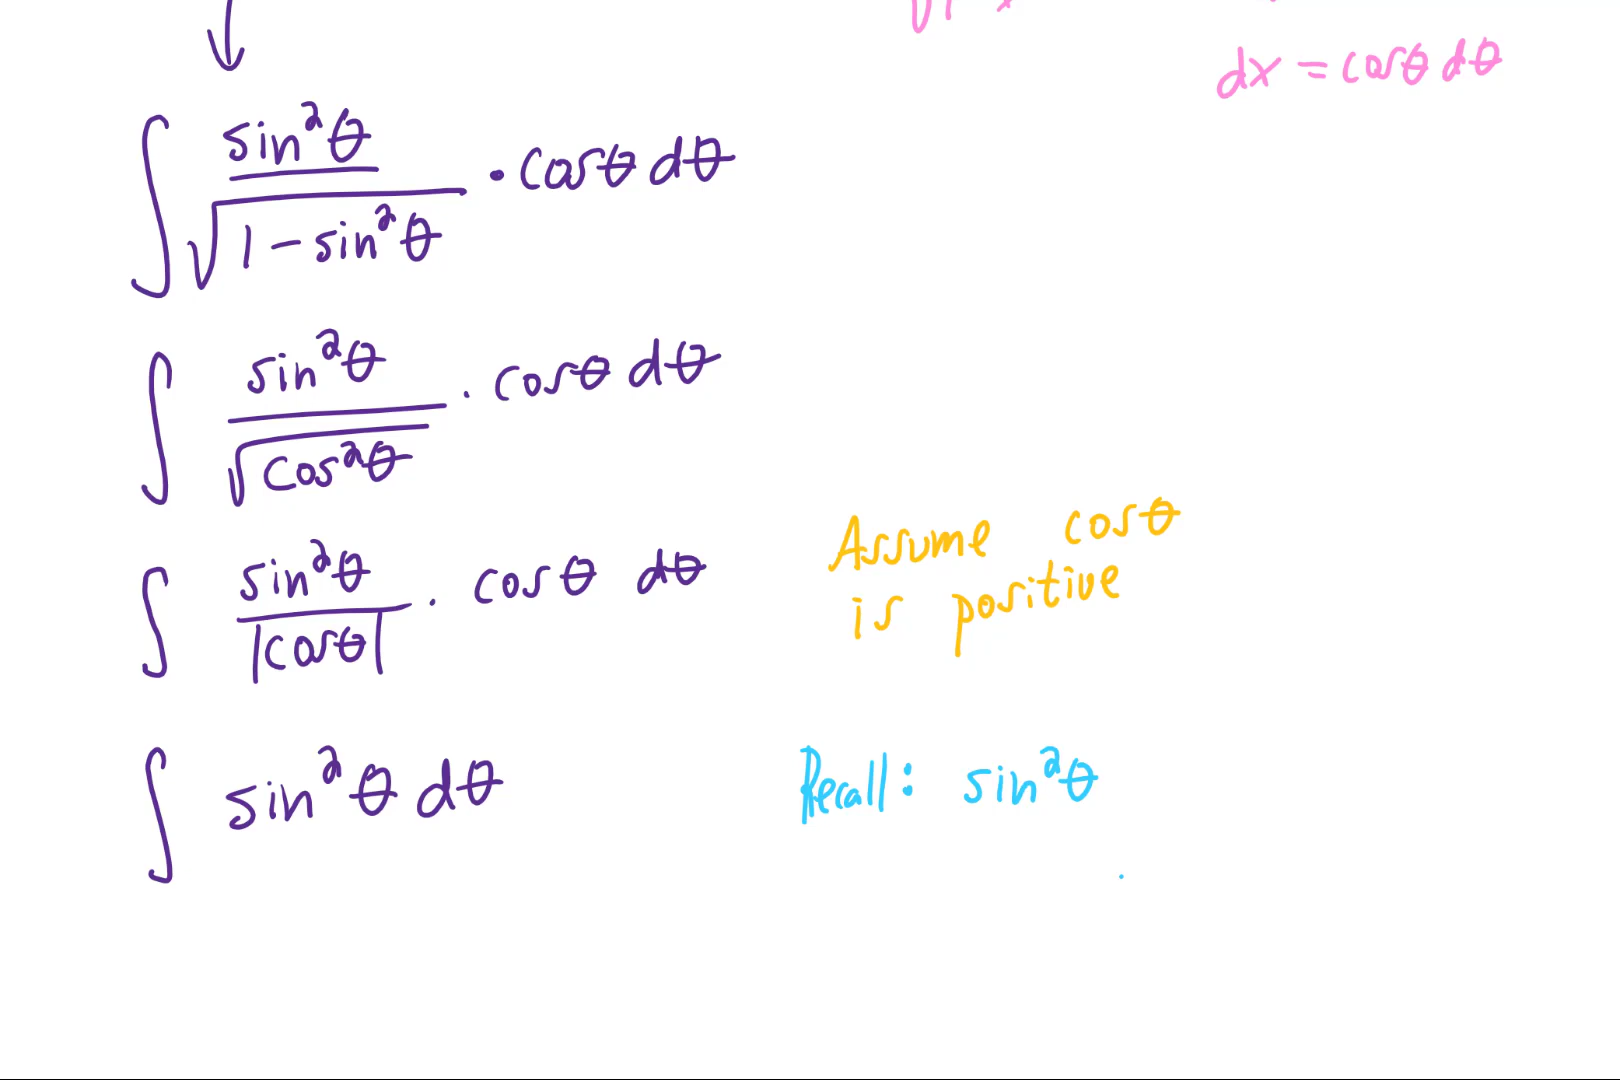 dx = cosθ dθ
∫ sin²θ / √(1 − sin²θ) · cosθ dθ
∫ sin²θ / √(cos²θ) · cosθ dθ
Assume cosθ
is positive
∫ sin²θ / |cosθ| · cosθ dθ
∫ sin²θ dθ
Recall: sin²θ